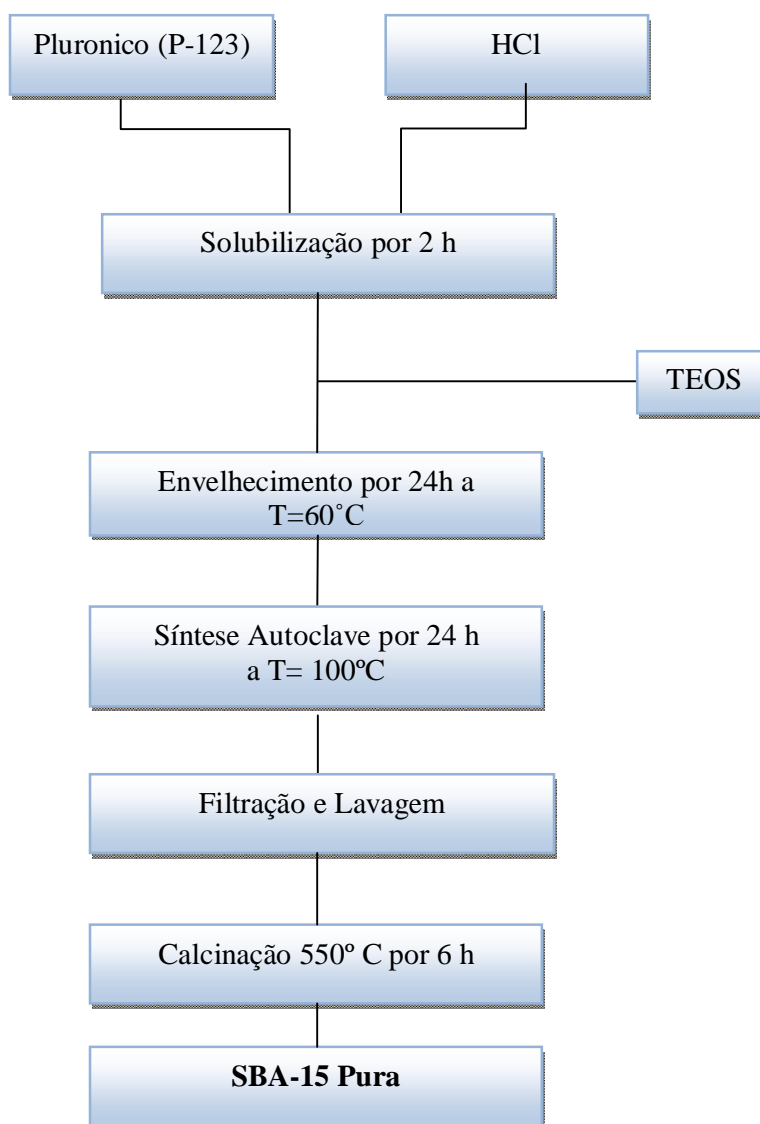 Pluronico (P-123)
HCl
Solubilização por 2 h
TEOS
Envelhecimento por 24h a
T=60˚C
Síntese Autoclave por 24 h
a T= 100ºC
Filtração e Lavagem
Calcinação 550º C por 6 h
SBA-15 Pura